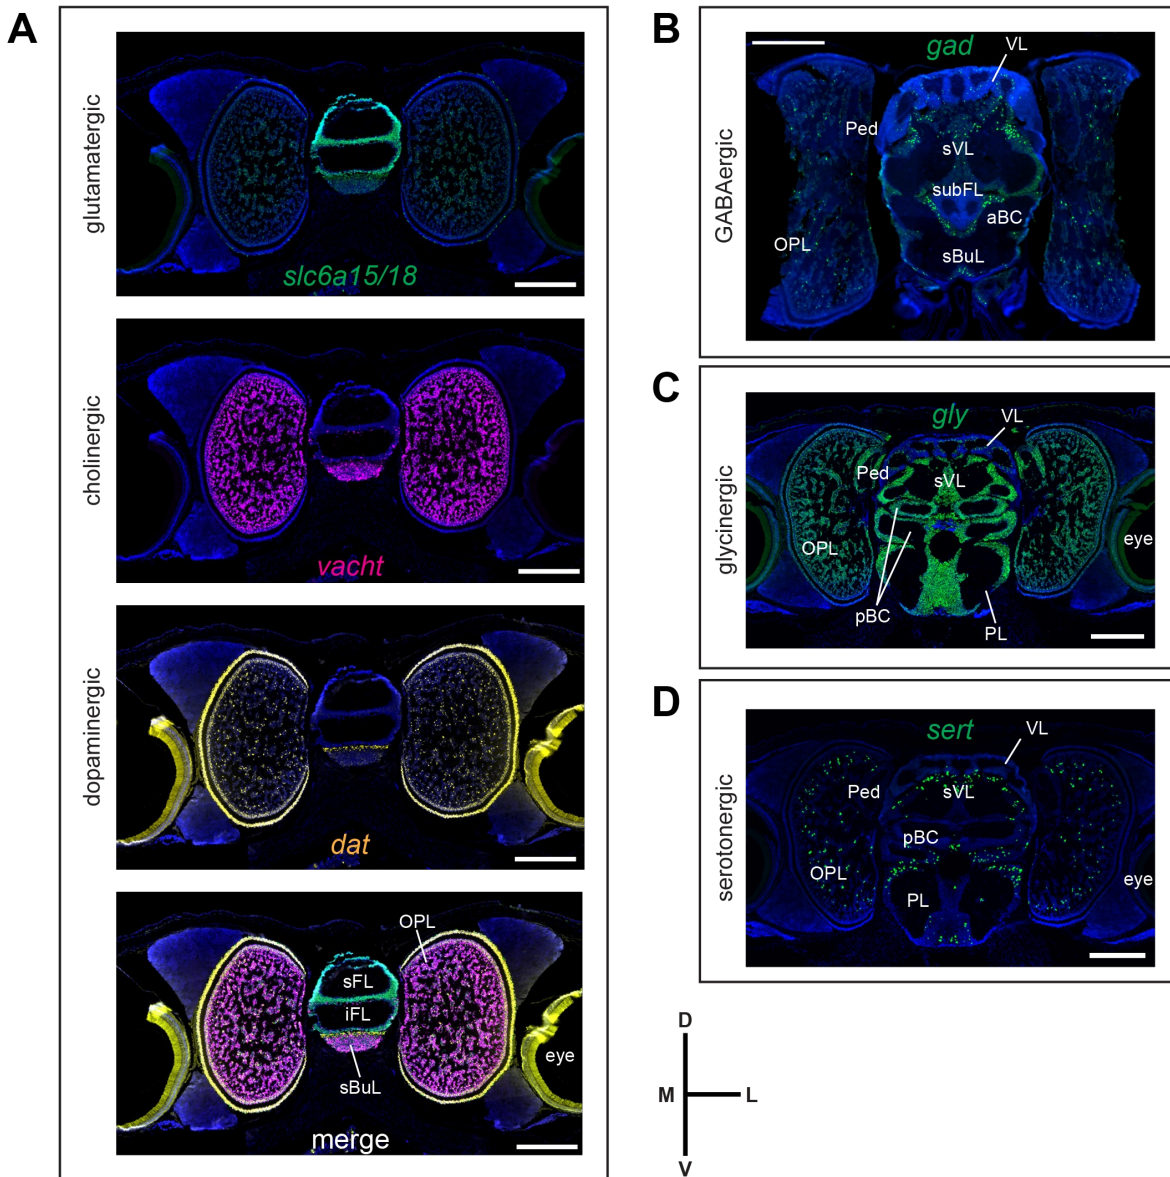 A
glutamatergic
slc6a15/18
cholinergic
vacht
dopaminergic
dat
OPL
sFL
iFL
eye
sBuL
merge
B
GABAergic
gad
VL
Ped
sVL
subFL
aBC
OPL
sBuL
C
glycinergic
gly
VL
Ped
sVL
OPL
eye
pBC
PL
D
serotonergic
sert
VL
Ped
sVL
pBC
OPL
PL
eye
D
M L
V